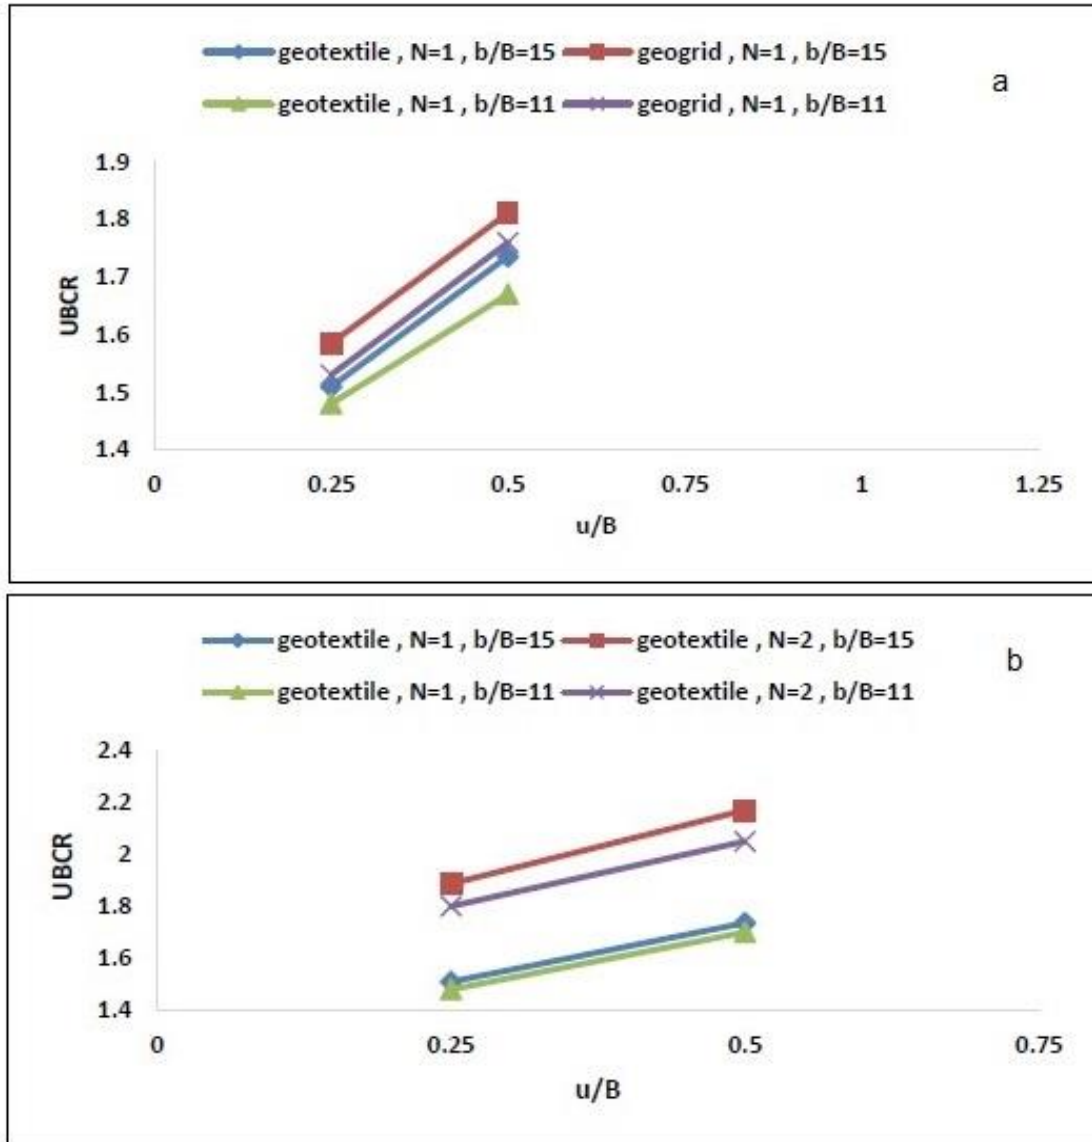 geotextile , N=1 , b/B=15 geogrid , N=1 , b/B=15
geotextile , N=1 , b/B=11 geogrid , N=1 , b/B=11
a
1.9
1.8
1.7
1.6
1.5
1.4
UBCR
0 0.25 0.5 0.75 1 1.25
u/B
geotextile , N=1 , b/B=15 geotextile , N=2 , b/B=15
geotextile , N=1 , b/B=11 geotextile , N=2 , b/B=11
b
2.4
2.2
2
1.8
1.6
1.4
UBCR
0 0.25 0.5 0.75
u/B